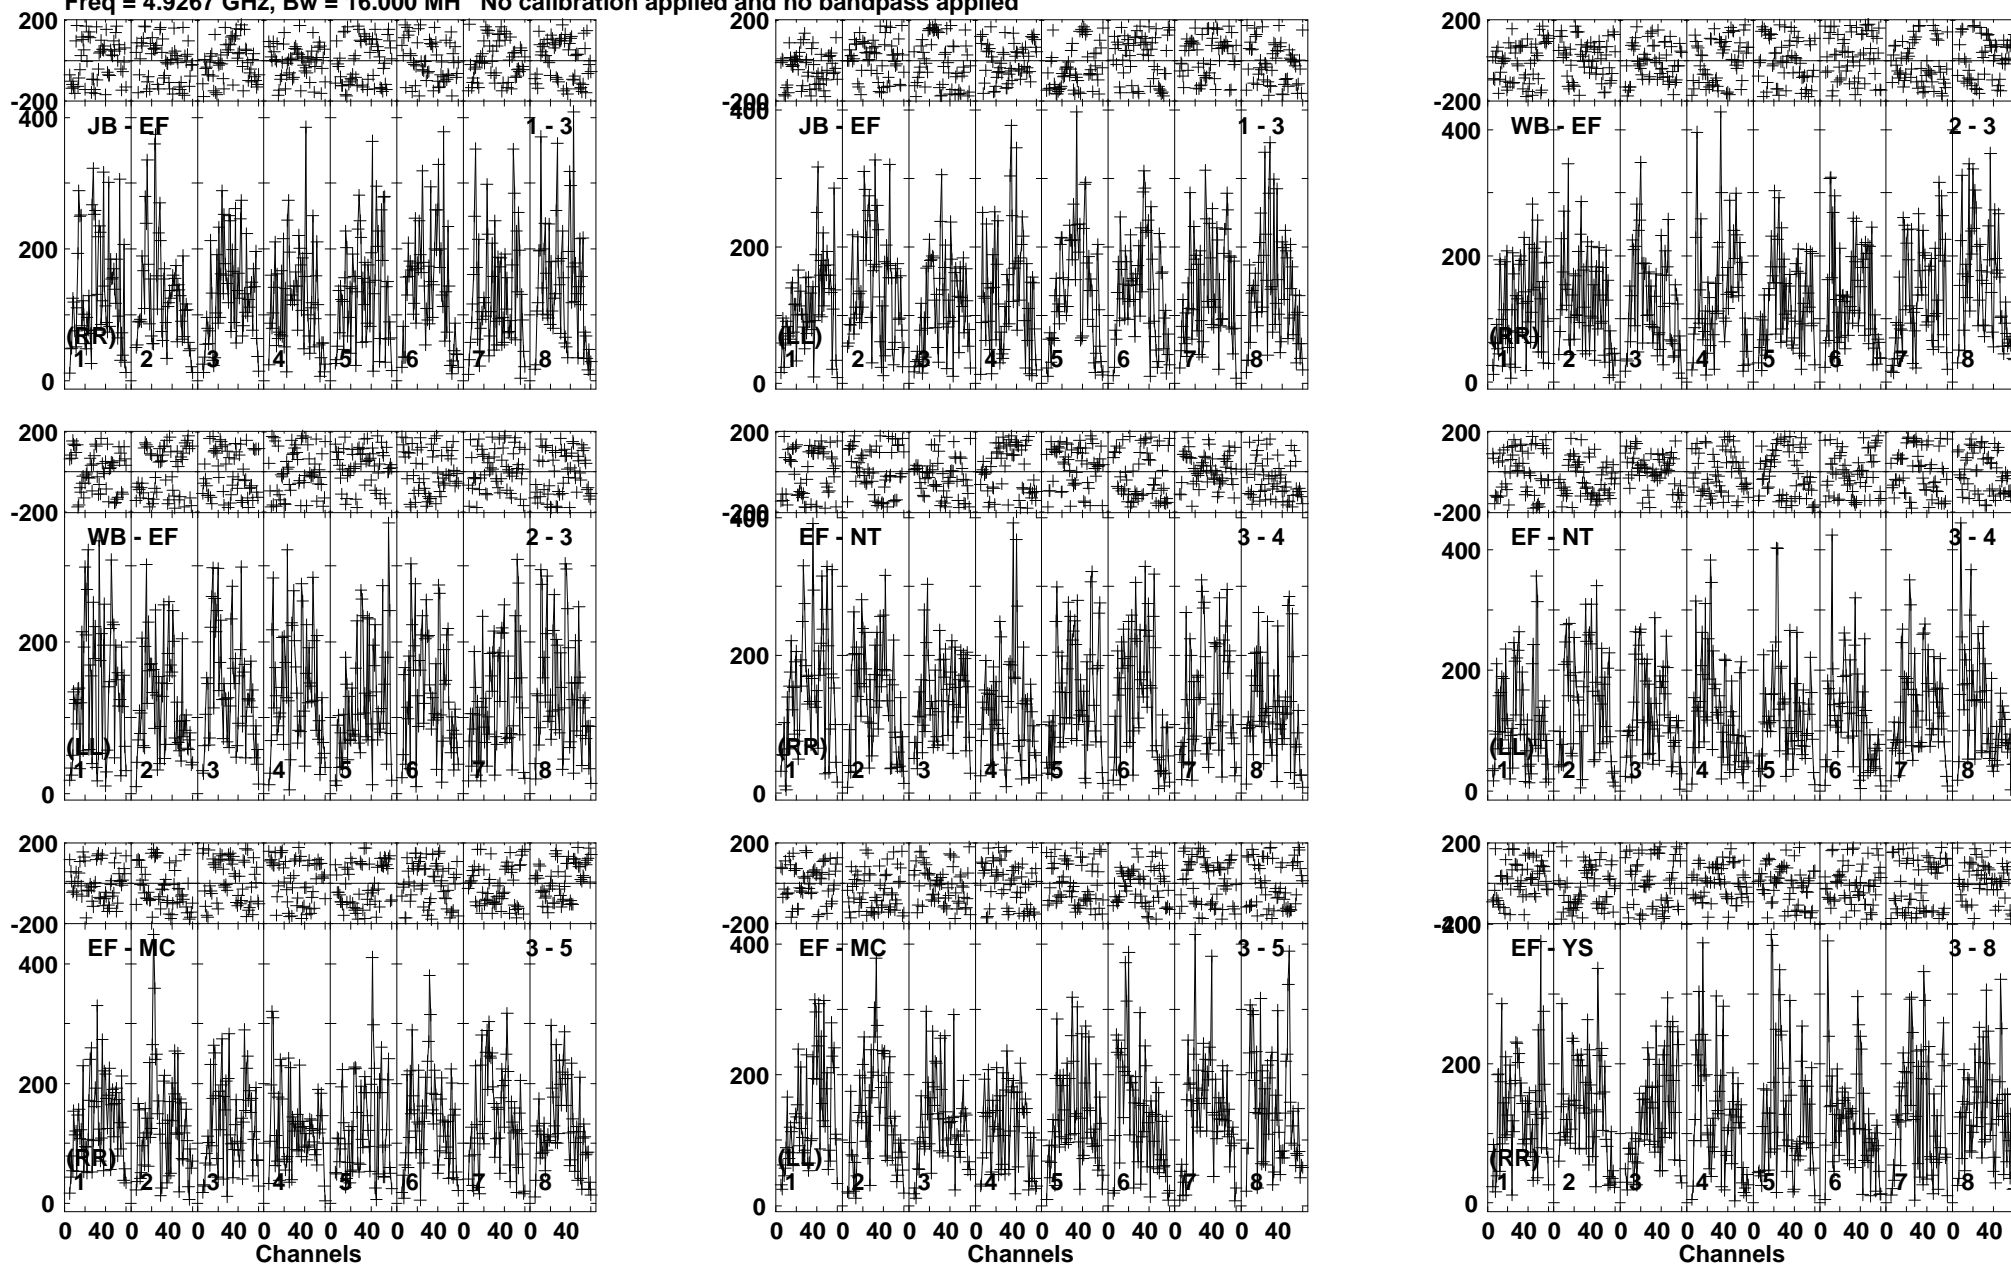 Freq = 4.9267 GHz, Bw = 16.000 MH No calibration applied and no bandpass applied
200 200 200
-200 -200 -200
400 400 400
JB - EF 1 - 3 JB - EF 1 - 3 WB - EF 2 - 3
200 200 200
(RR) (LL) (RR)
1 2 3 4 5 6 7 8 1 2 3 4 5 6 7 8 1 2 3 4 5 6 7 8
0 0 0
200 200 200
-200 -200 -200
400 400
WB - EF 2 - 3 EF - NT 3 - 4 EF - NT 3 - 4
200 200 200
(LL) (RR) (LL)
1 2 3 4 5 6 7 8 1 2 3 4 5 6 7 8 1 2 3 4 5 6 7 8
0 0 0
200 200 200
-200 -200 -200
400 400 400
EF - MC 3 - 5 EF - MC 3 - 5 EF - YS 3 - 8
200 200 200
(RR) (LL) (RR)
1 2 3 4 5 6 7 8 1 2 3 4 5 6 7 8 1 2 3 4 5 6 7 8
0 0 0
0 40 0 40 0 40 0 40 0 40 0 40 0 40 0 40 0 40 0 40 0 40 0 40 0 40 0 40 0 40 0 40 0 40 0 40 0 40 0 40 0 40 0 40 0 40 0 40
Channels Channels Channels